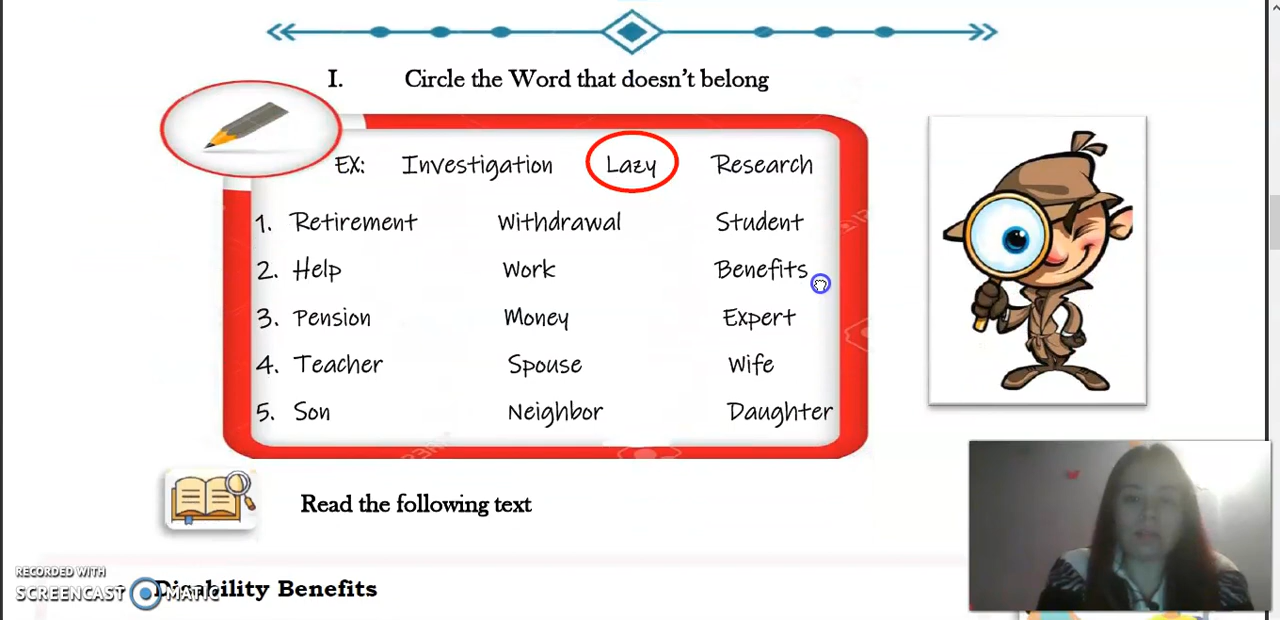 I. Circle the Word that doesn't belong
EX: Investigation Lazy Research
1. Retirement Withdrawal Student
2. Help Work Benefits
3. Pension Money Expert
4. Teacher Spouse Wife
5. Son Neighbor Daughter
Read the following text
Disability Benefits
RECORDED WITH
SCREENCAST MATIC